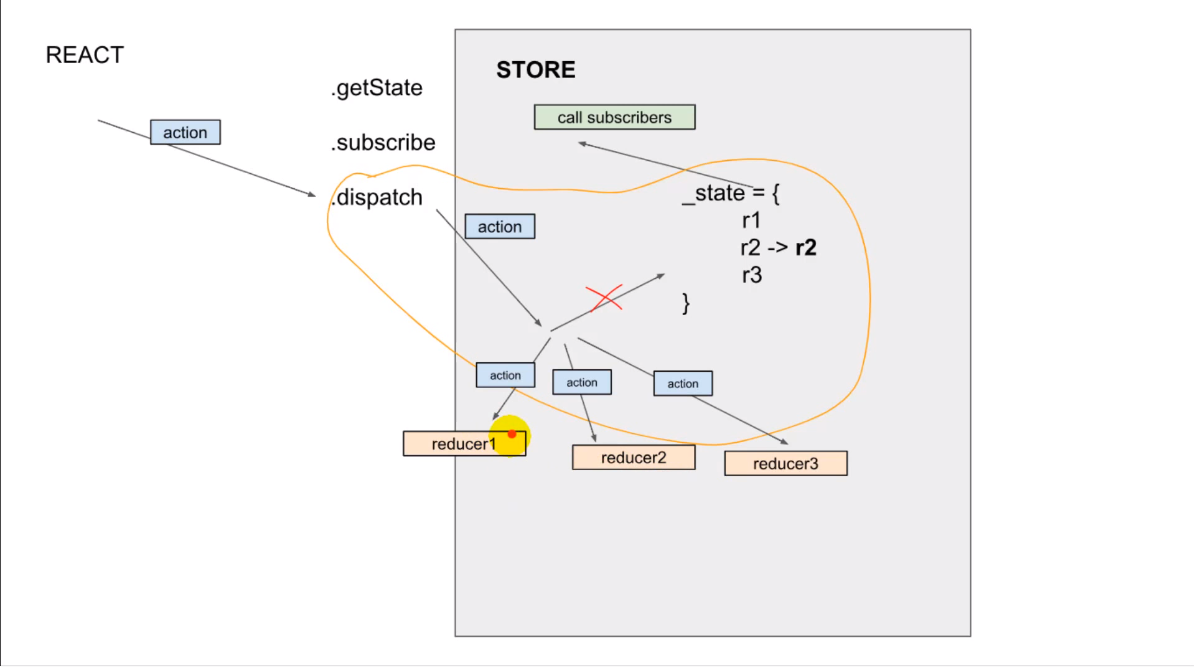 REACT
STORE
.getState
call subscribers
action
.subscribe
.dispatch
_state = {
action
r1
r2 -> r2
r3
}
action
action
action
reducer1
reducer2
reducer3